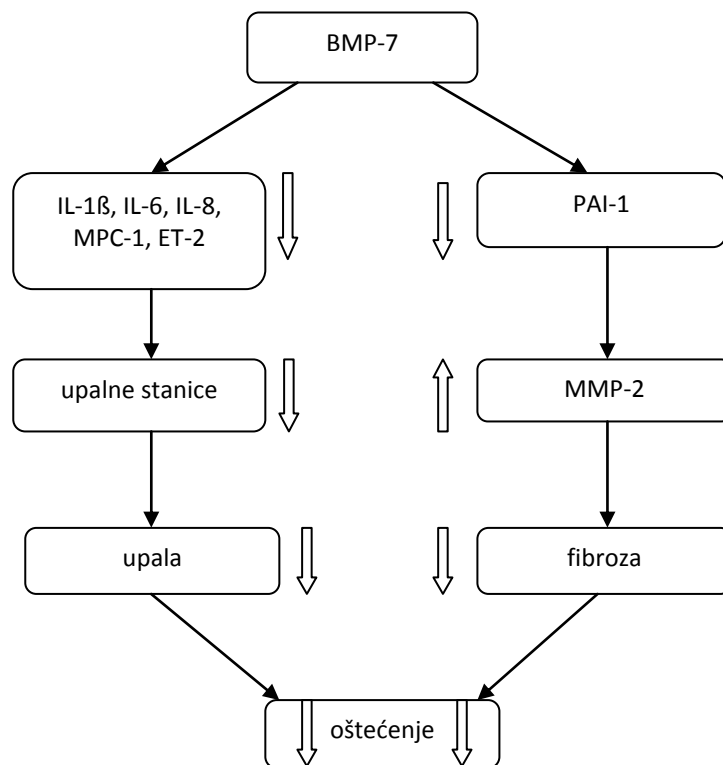 BMP-7
IL-1ß, IL-6, IL-8,
MPC-1, ET-2
PAI-1
upalne stanice
MMP-2
upala
fibroza
oštećenje